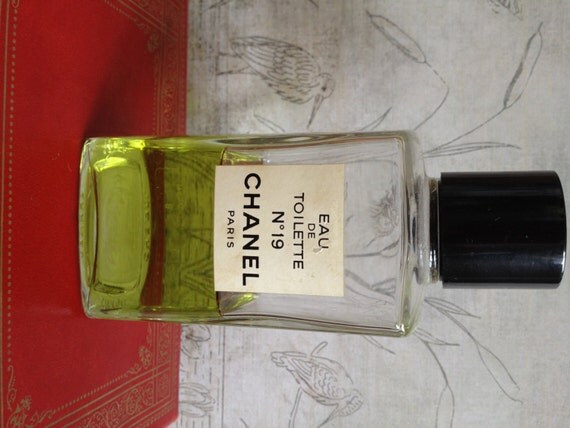 EAU
DE
TOILETTE
N°19
CHANEL
PARIS